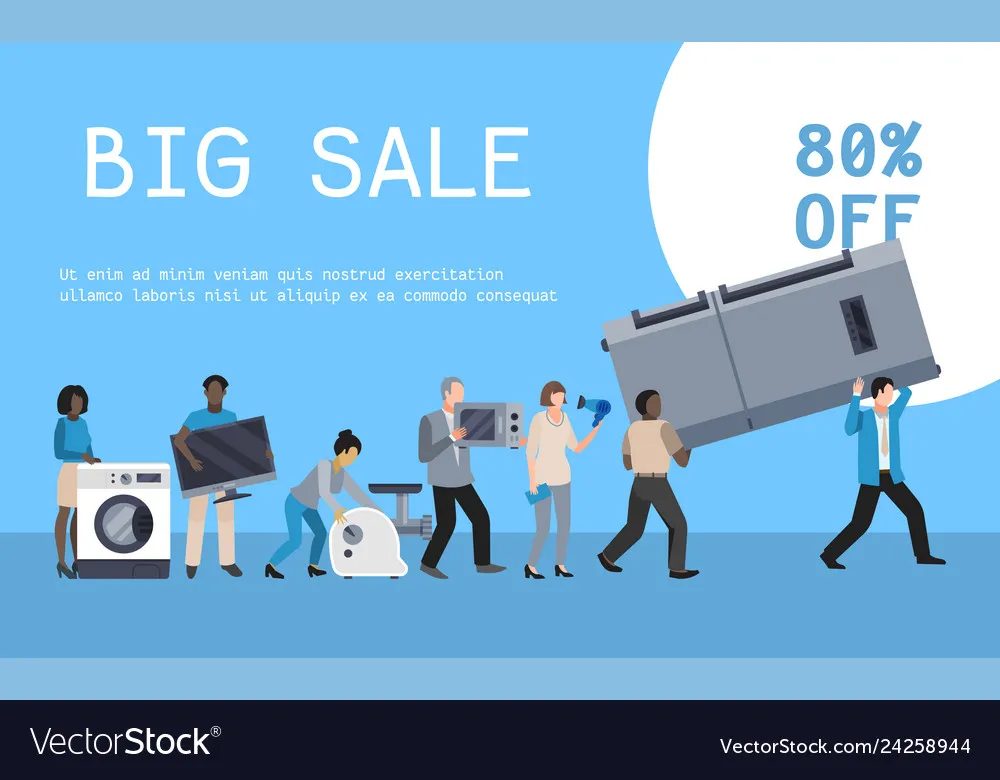 BIG SALE
80%
OFF
Ut enim ad minim veniam quis nostrud exercitation
ullamco laboris nisi ut aliquip ex ea commodo consequat
VectorStock®
VectorStock.com/24258944